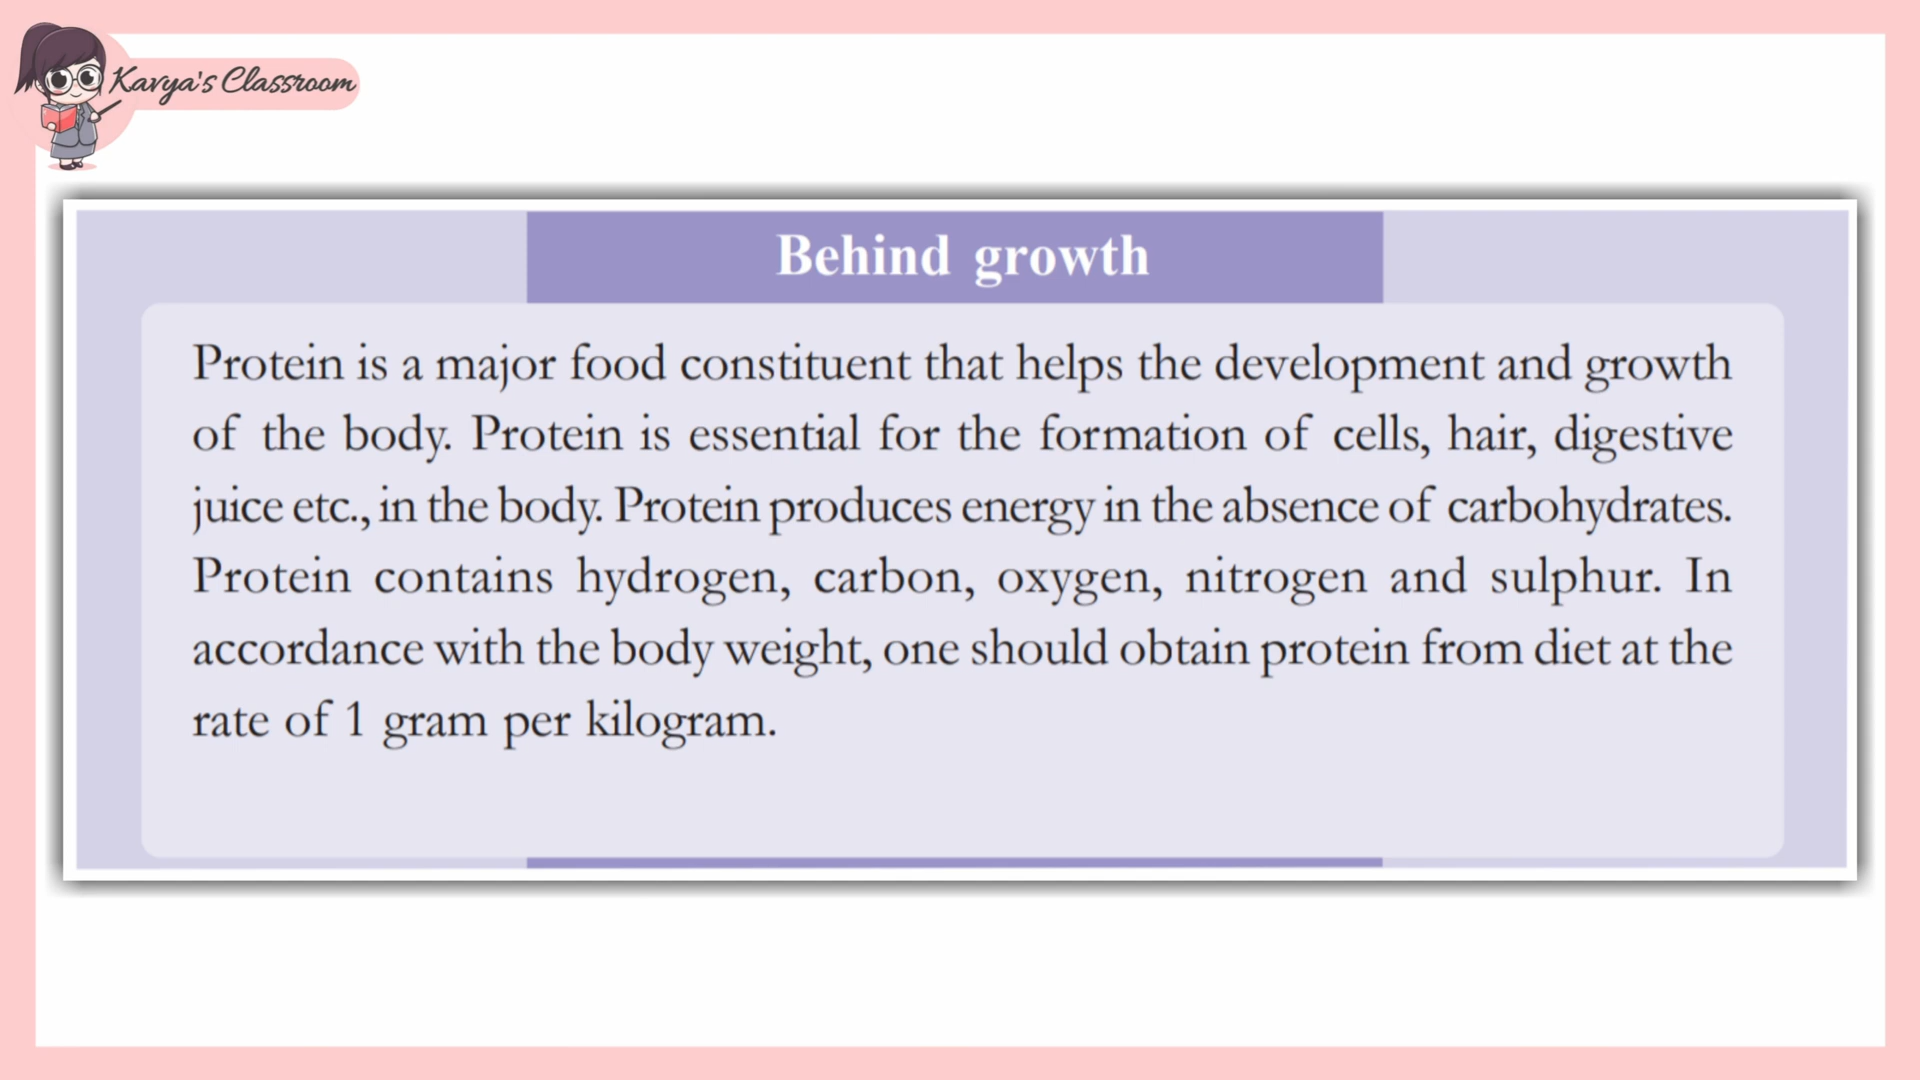 Kavya's Classroom
Behind growth
Protein is a major food constituent that helps the development and growth
of the body. Protein is essential for the formation of cells, hair, digestive
juice etc., in the body. Protein produces energy in the absence of carbohydrates.
Protein contains hydrogen, carbon, oxygen, nitrogen and sulphur. In
accordance with the body weight, one should obtain protein from diet at the
rate of 1 gram per kilogram.